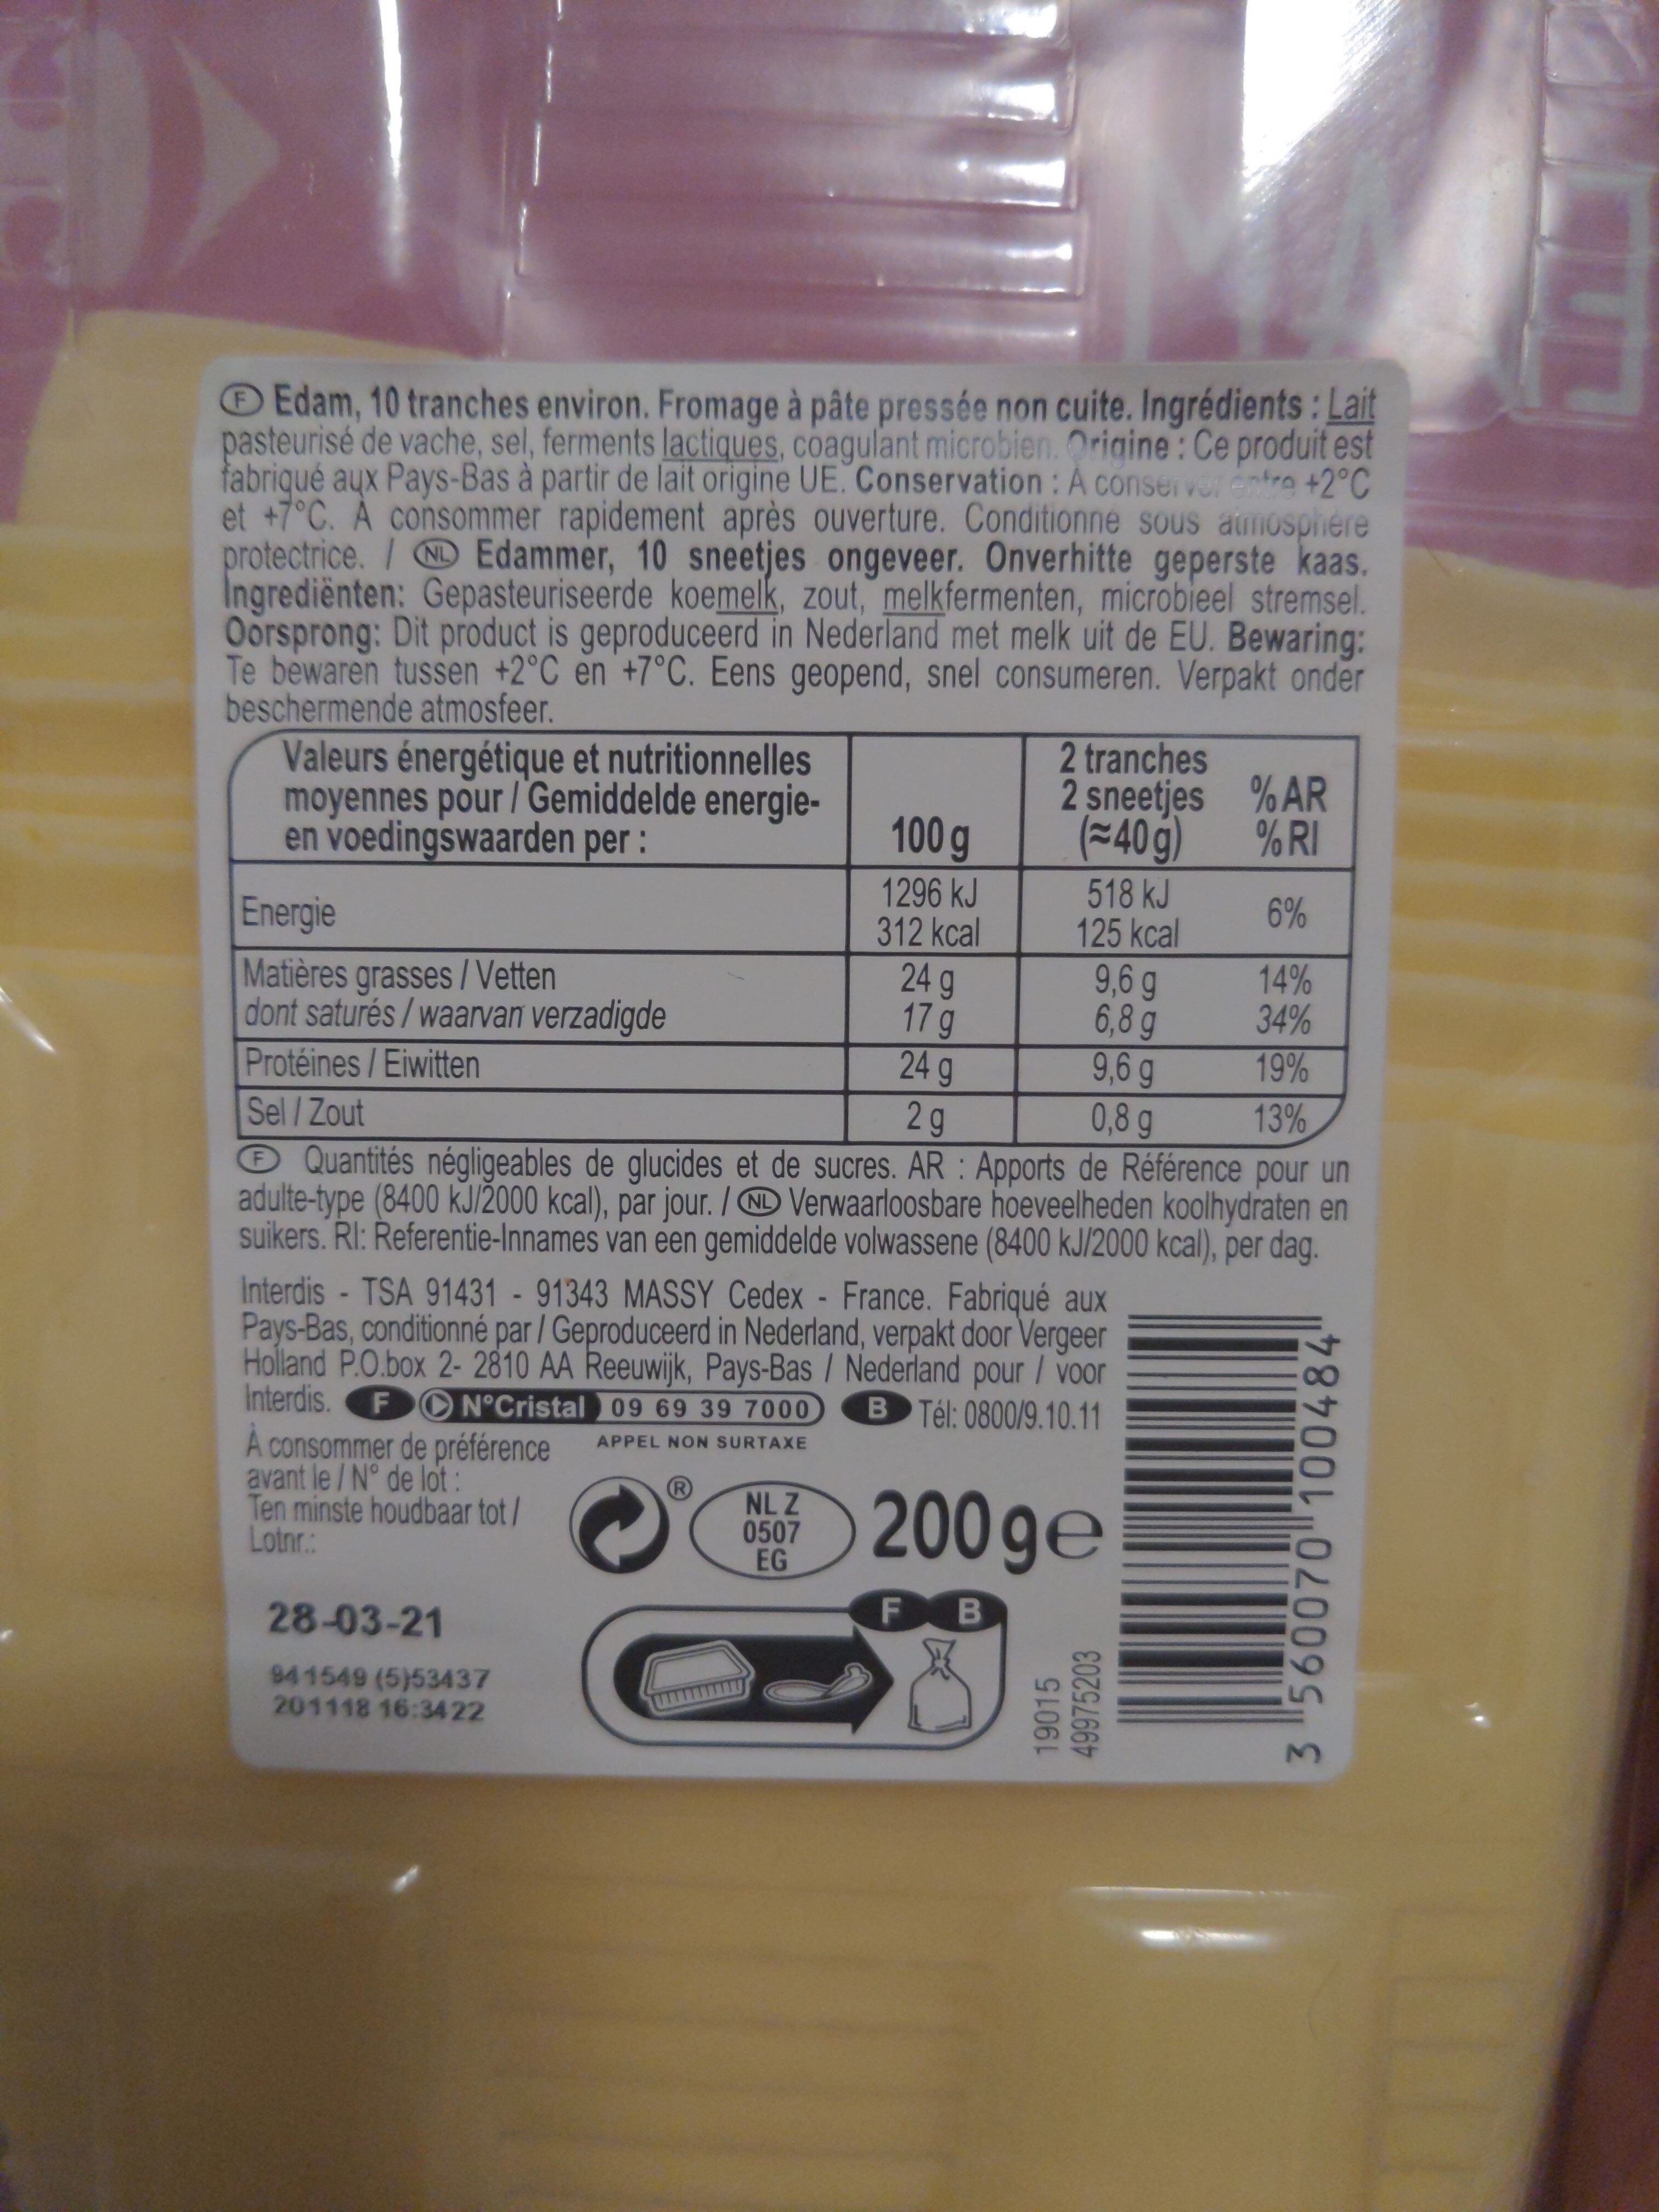 Ⓕ Edam, 10 tranches environ. Fromage à pâte pressée non cuite. Ingrédients : Lait
pasteurisé de vache, sel, ferments lactiques, coagulant microbien. Origine : Ce produit est
fabriqué aux Pays-Bas à partir de lait origine UE. Conservation : À conserver entre +2°C
et +7°C. À consommer rapidement après ouverture. Conditionné sous atmosphère
protectrice. / NL Edammer, 10 sneetjes ongeveer. Onverhitte geperste kaas.
Ingrediënten: Gepasteuriseerde koemelk, zout, melkfermenten, microbieel stremsel.
Oorsprong: Dit product is geproduceerd in Nederland met melk uit de EU. Bewaring:
Te bewaren tussen +2°C en +7°C. Eens geopend, snel consumeren. Verpakt onder
beschermende atmosfeer.
Valeurs énergétique et nutritionnelles
moyennes pour / Gemiddelde energie-
en voedingswaarden per :
100 g
2 tranches
2 sneetjes
(≈40 g)
% AR
% RI
Energie
1296 kJ 518 kJ
312 kcal 125 kcal
6%
Matières grasses / Vetten 24 g 9,6 g 14%
dont saturés / waarvan verzadigde 17 g 6,8 g 34%
Protéines / Eiwitten 24 g 9,6 g 19%
Sel / Zout 2 g 0,8 g 13%
Ⓕ Quantités négligeables de glucides et de sucres. AR : Apports de Référence pour un
adulte-type (8400 kJ/2000 kcal), par jour. / NL Verwaarloosbare hoeveelheden koolhydraten en
suikers. RI: Referentie-Innames van een gemiddelde volwassene (8400 kJ/2000 kcal), per dag.
Interdis - TSA 91431 - 91343 MASSY Cedex - France. Fabriqué aux
Pays-Bas, conditionné par / Geproduceerd in Nederland, verpakt door Vergeer
Holland P.O.box 2- 2810 AA Reeuwijk, Pays-Bas / Nederland pour / voor
Interdis. F N°Cristal 09 69 39 7000 B Tél: 0800/9.10.11
APPEL NON SURTAXE
À consommer de préférence
avant le / N° de lot :
Ten minste houdbaar tot /
Lotnr.:
®
NL Z
0507
EG
200 g e
28-03-21
941549 (5)53437
201118 16:3422
F B
19015
49975203
3 560070 100484